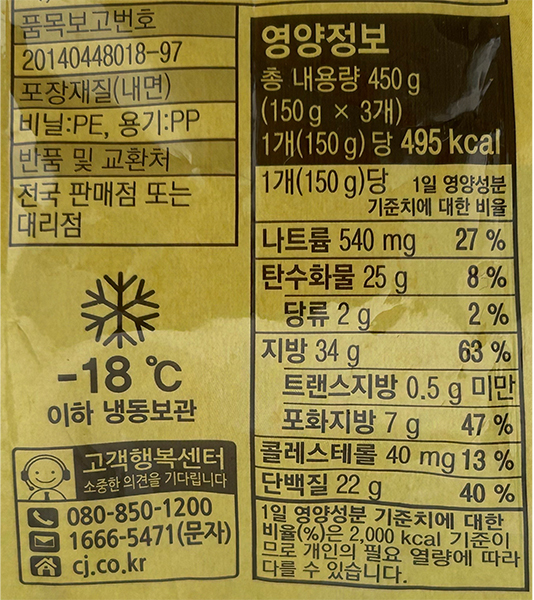 품목보고번호
20140448018-97
포장재질(내면)
비닐:PE, 용기:PP
반품 및 교환처
전국 판매점 또는
대리점
-18 ℃
이하 냉동보관
고객행복센터
소중한 의견을 기다립니다
080-850-1200
1666-5471(문자)
cj.co.kr
영양정보
총 내용량 450 g
(150 g × 3개)
1개(150 g) 당 495 kcal
1개(150 g)당 1일 영양성분
기준치에 대한 비율
나트륨 540 mg 27 %
탄수화물 25 g 8 %
당류 2 g 2 %
지방 34 g 63 %
트랜스지방 0.5 g 미만
포화지방 7 g 47 %
콜레스테롤 40 mg 13 %
단백질 22 g 40 %
1일 영양성분 기준치에 대한
비율(%)은 2,000 kcal 기준이
므로 개인의 필요 열량에 따라
다를 수 있습니다.